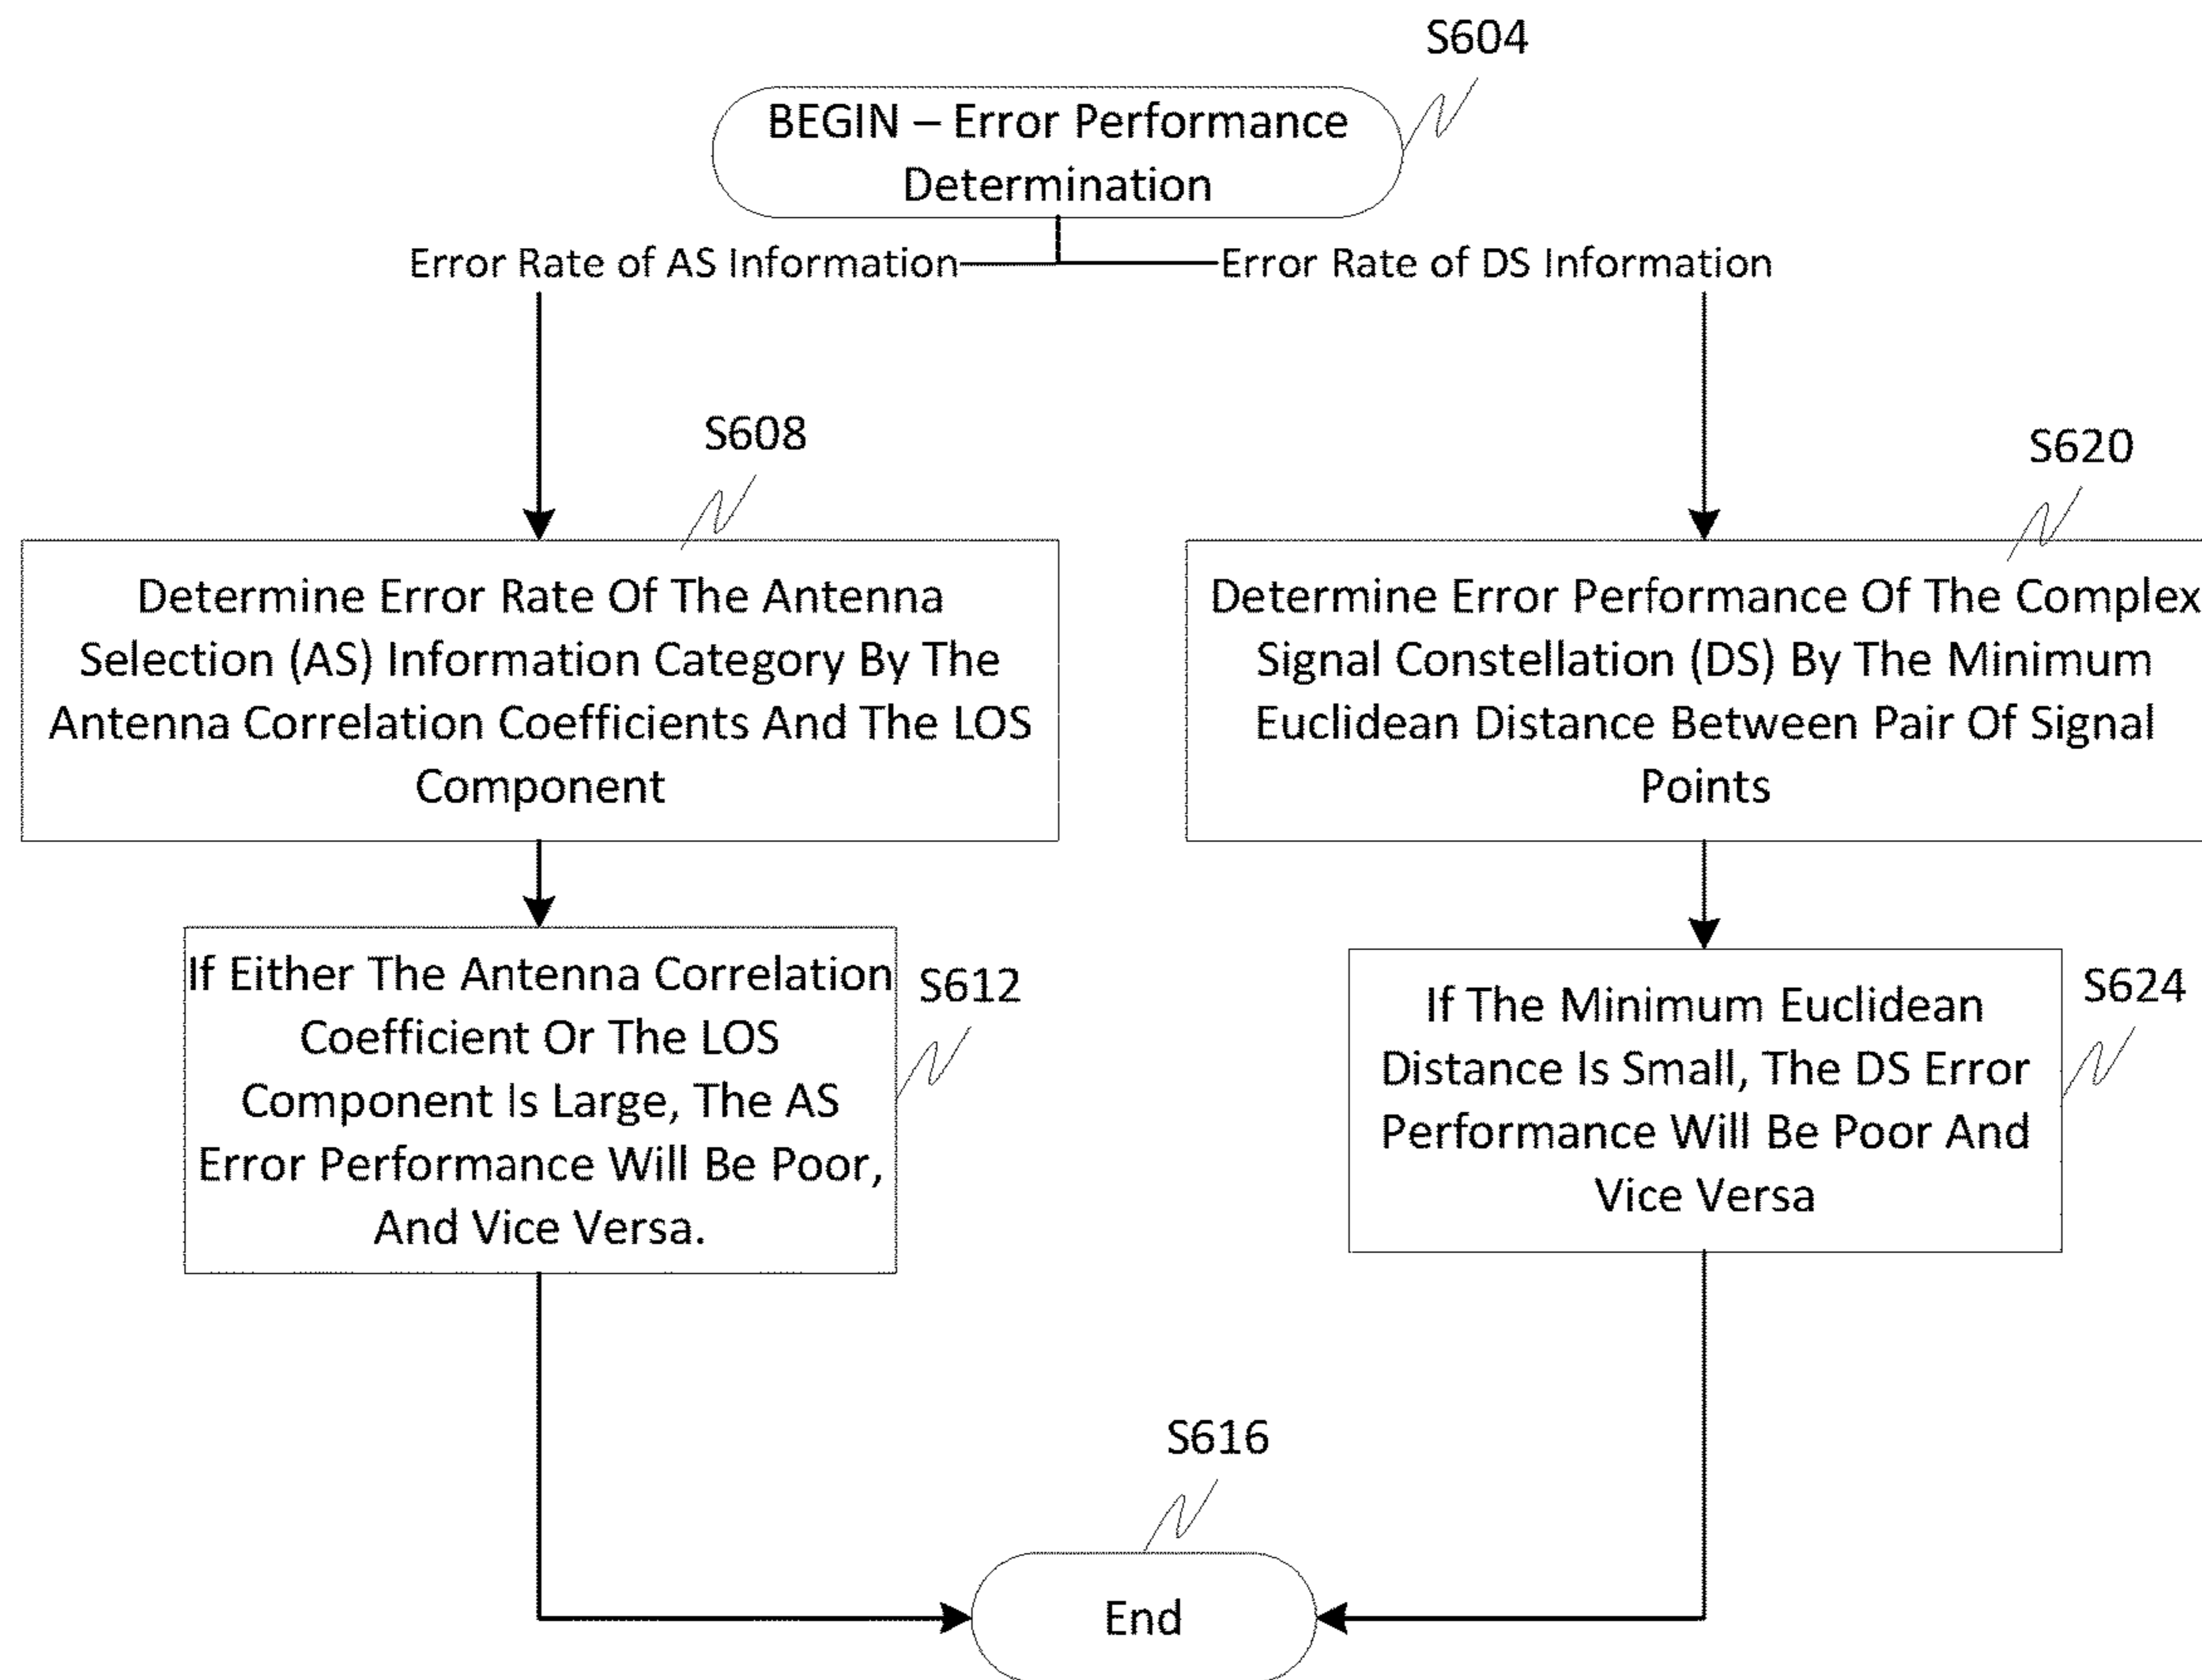 S604
BEGIN – Error Performance
Determination
Error Rate of AS Information
Error Rate of DS Information
S608
Determine Error Rate Of The Antenna
Selection (AS) Information Category By The
Antenna Correlation Coefficients And The LOS
Component
S620
Determine Error Performance Of The Complex
Signal Constellation (DS) By The Minimum
Euclidean Distance Between Pair Of Signal
Points
If Either The Antenna Correlation
Coefficient Or The LOS
Component Is Large, The AS
Error Performance Will Be Poor,
And Vice Versa.
S612
If The Minimum Euclidean
Distance Is Small, The DS Error
Performance Will Be Poor And
Vice Versa
S624
S616
End